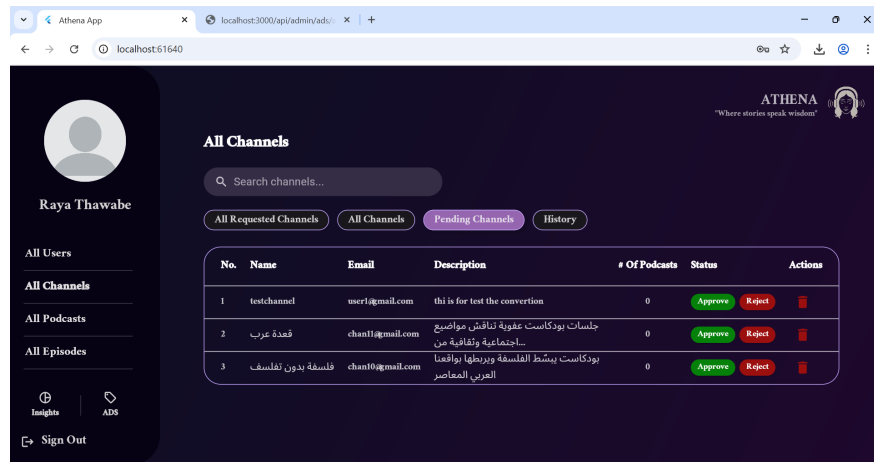 Athena App
localhost:3000/api/admin/ads/
localhost:61640
ATHENA
"Where stories speak wisdom"
Raya Thawabe
All Users
All Channels
All Podcasts
All Episodes
Insights
ADS
Sign Out
All Channels
Search channels...
All Requested Channels
All Channels
Pending Channels
History
No. Name Email Description # Of Podcasts Status Actions
1 testchannel user1@gmail.com thi is for test the convertion 0 Approve Reject
2 قعدة عرب chan11@gmail.com جلسات بودكاست عفوية تناقش مواضيع 0 Approve Reject
اجتماعية وثقافية من...
3 فلسفة بدون تفلسف chan10@gmail.com بودكاست يبسّط الفلسفة ويربطها بواقعنا 0 Approve Reject
العربي المعاصر